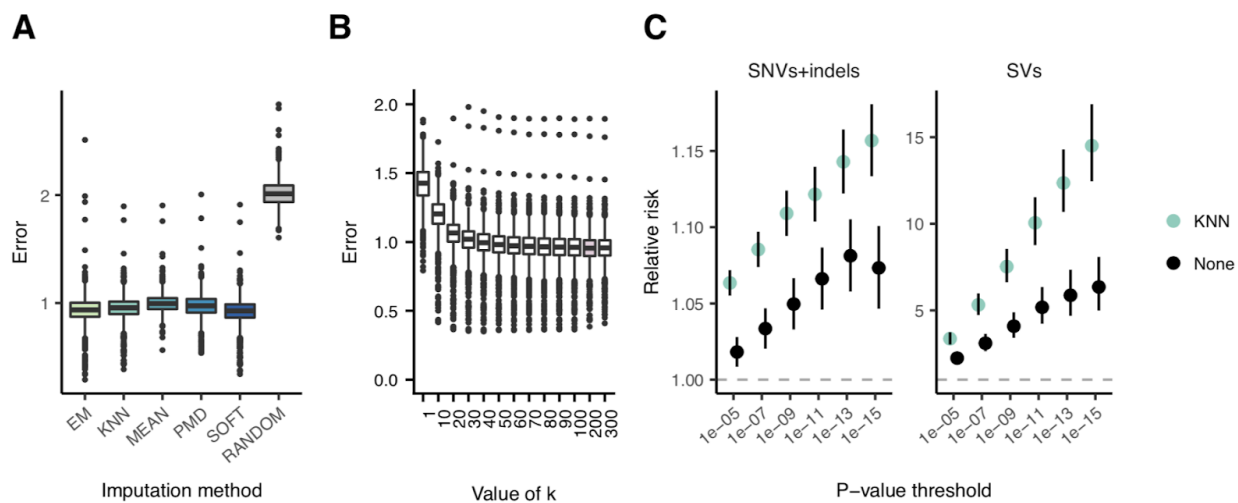 A
Error
2
1
EM
KNN
MEAN
PMD
SOFT
RANDOM
Imputation method
B
Error
2.0
1.5
1.0
0.5
0.0
1
10
20
30
40
50
60
70
80
90
100
200
300
Value of k
C
SNVs+indels
SVs
Relative risk
1.15
1.10
1.05
1.00
1e−05
1e−07
1e−09
1e−11
1e−13
1e−15
15
10
5
1e−05
1e−07
1e−09
1e−11
1e−13
1e−15
P−value threshold
KNN
None